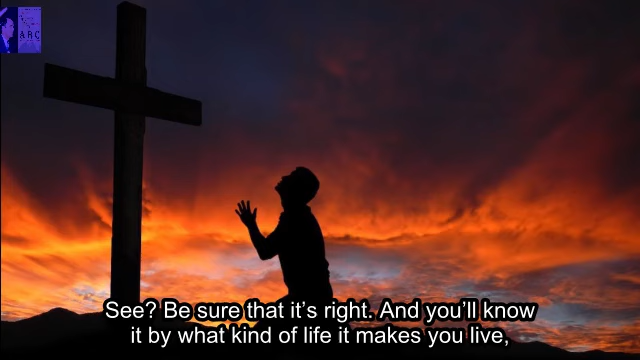 ARC
See? Be sure that it's right. And you'll know
it by what kind of life it makes you live,